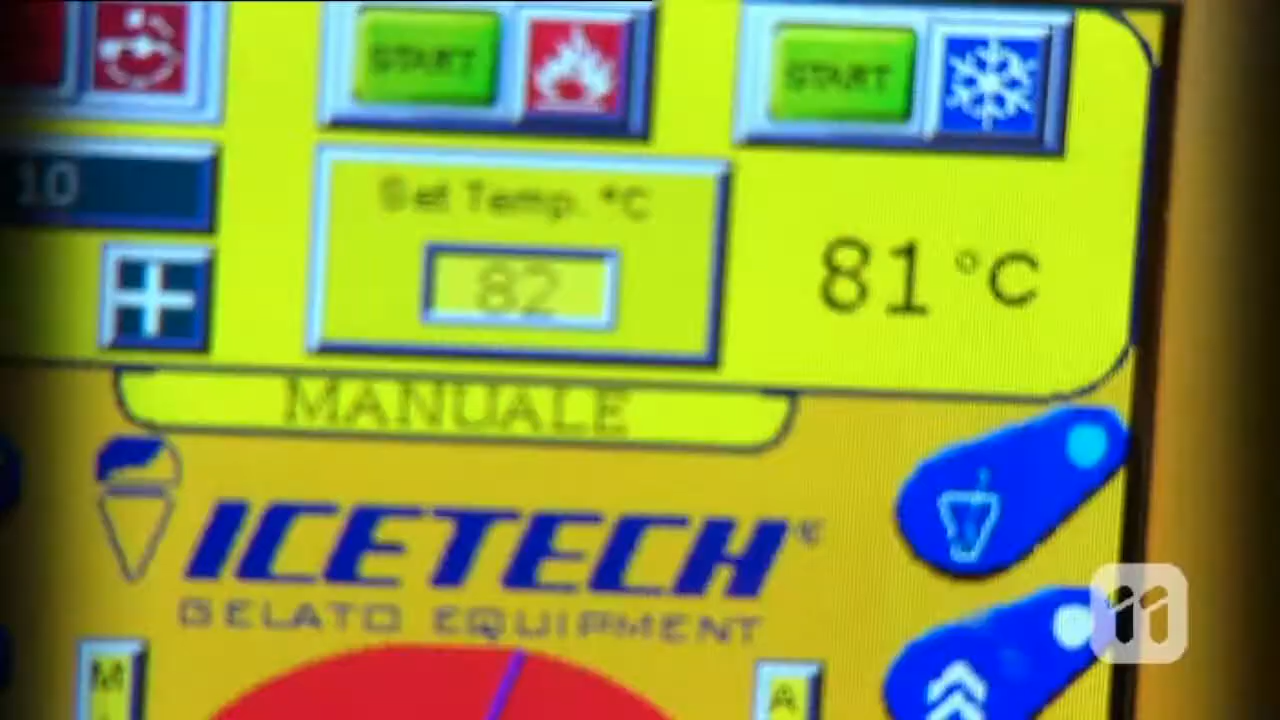 START START
10
Set Temp. °C
82
81 °C
MANUALE
ICETECH
GELATO EQUIPMENT
M
A